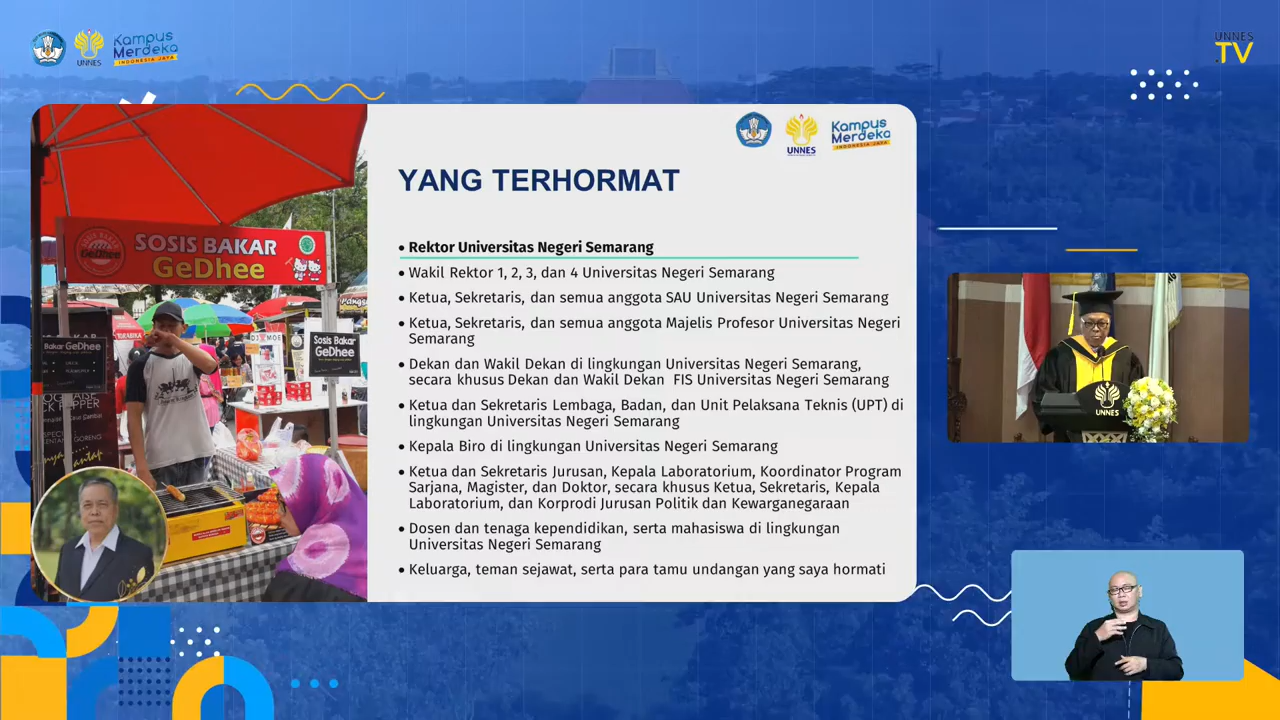 Kampus
Merdeka
INDONESIA JAYA
UNNES
UNNES
TV
Kampus
Merdeka
INDONESIA JAYA
UNNES
YANG TERHORMAT
• Rektor Universitas Negeri Semarang
• Wakil Rektor 1, 2, 3, dan 4 Universitas Negeri Semarang
• Ketua, Sekretaris, dan semua anggota SAU Universitas Negeri Semarang
• Ketua, Sekretaris, dan semua anggota Majelis Profesor Universitas Negeri
Semarang
• Dekan dan Wakil Dekan di lingkungan Universitas Negeri Semarang,
secara khusus Dekan dan Wakil Dekan FIS Universitas Negeri Semarang
• Ketua dan Sekretaris Lembaga, Badan, dan Unit Pelaksana Teknis (UPT) di
lingkungan Universitas Negeri Semarang
• Kepala Biro di lingkungan Universitas Negeri Semarang
• Ketua dan Sekretaris Jurusan, Kepala Laboratorium, Koordinator Program
Sarjana, Magister, dan Doktor, secara khusus Ketua, Sekretaris, Kepala
Laboratorium, dan Korprodi Jurusan Politik dan Kewarganegaraan
• Dosen dan tenaga kependidikan, serta mahasiswa di lingkungan
Universitas Negeri Semarang
• Keluarga, teman sejawat, serta para tamu undangan yang saya hormati
SOSIS BAKAR
GeDhee
GeDhee
Bakar GeDhee
Sosis Bakar
GeDhee
UNNES